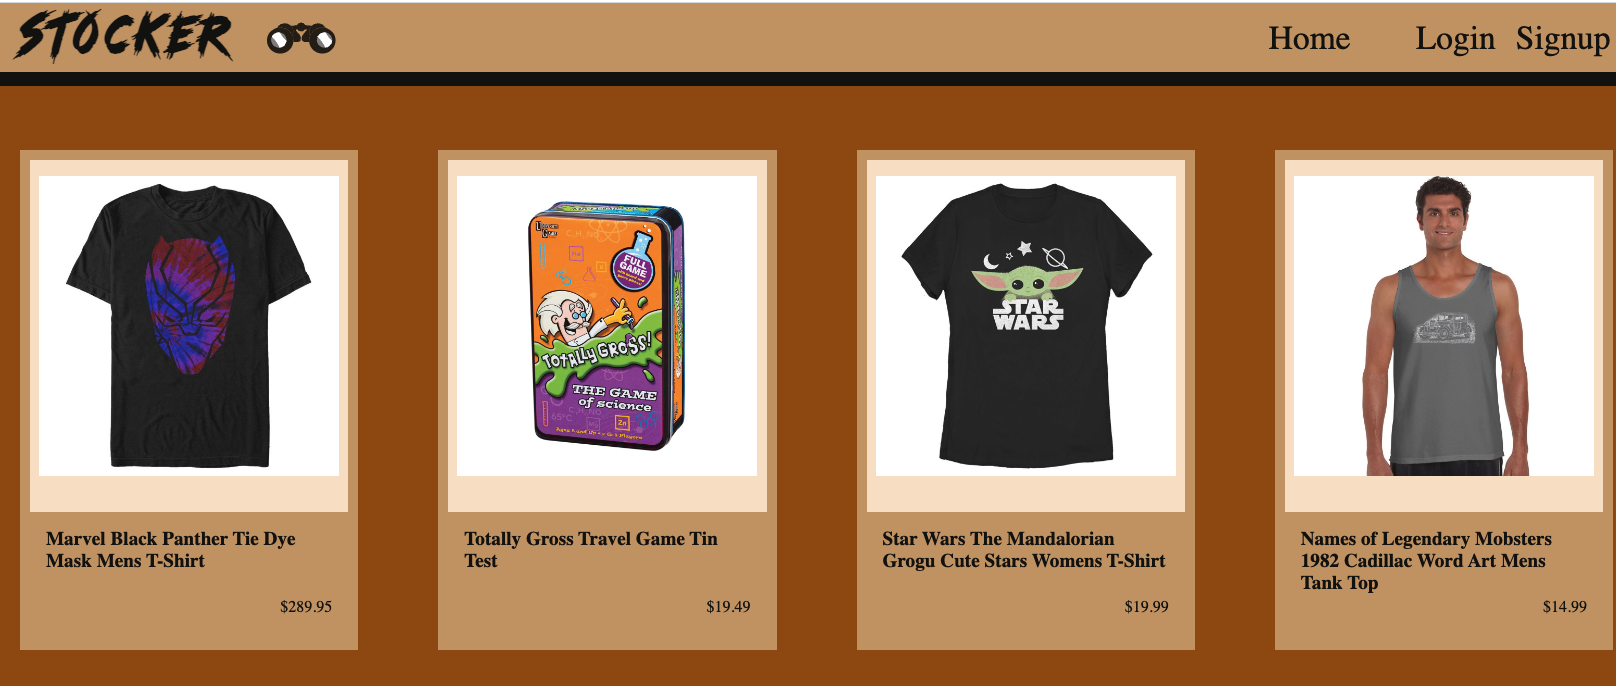 STOCKER
Home Login Signup
FULL
GAME
TOTALLY GROSS!
THE GAME
of science
65°C
Zn
STAR
WARS
Marvel Black Panther Tie Dye
Mask Mens T-Shirt
$289.95
Totally Gross Travel Game Tin
Test
$19.49
Star Wars The Mandalorian
Grogu Cute Stars Womens T-Shirt
$19.99
Names of Legendary Mobsters
1982 Cadillac Word Art Mens
Tank Top
$14.99